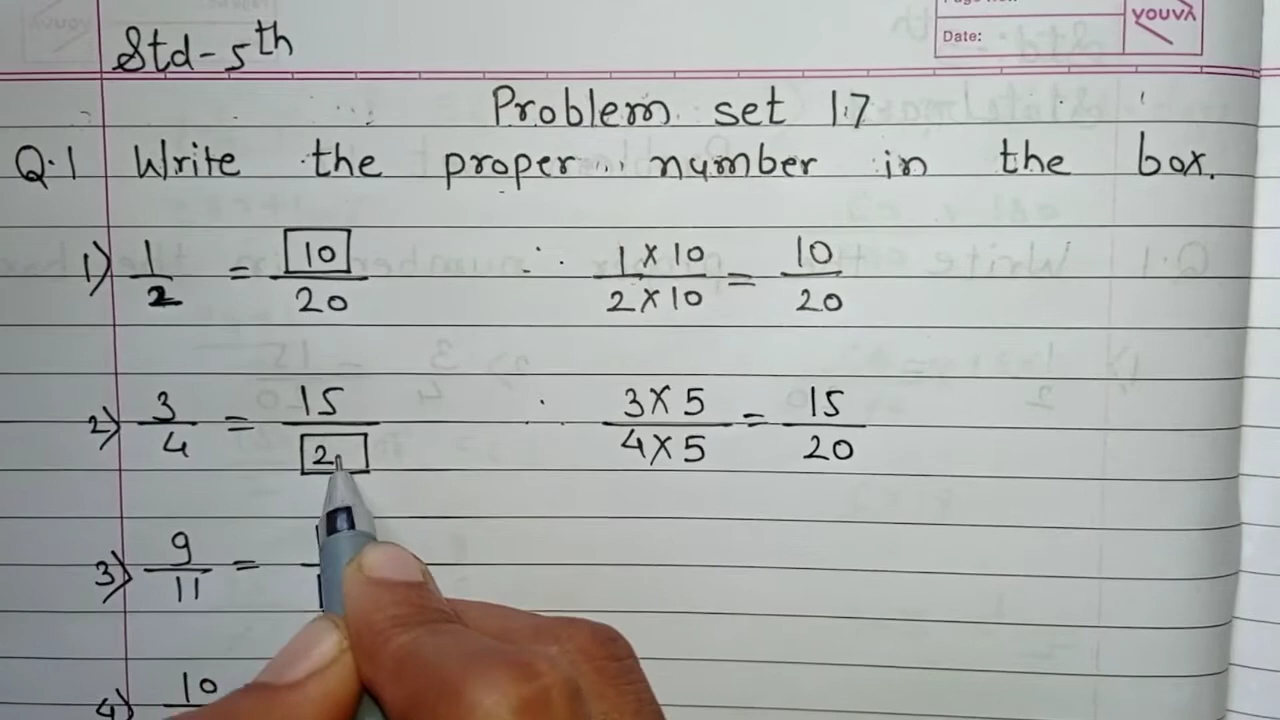 Date:
YOUVA
Std - 5th
Problem set 17
Q.1 Write the proper number in the box.
1) 1/2 = 10/20 ∴ 1 × 10 / 2 × 10 = 10/20
2) 3/4 = 15/2 3 × 5 / 4 × 5 = 15/20
3) 9/11 =
4) 10